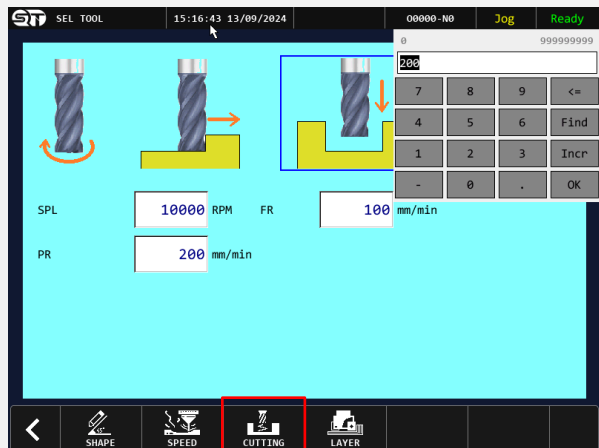 ST SEL TOOL 15:16:43 13/09/2024 O0000-N0 Jog Ready
0 999999999
200
7 8 9 <=
4 5 6 Find
1 2 3 Incr
- 0 . OK
SPL 10000 RPM FR 100 mm/min
PR 200 mm/min
SHAPE SPEED CUTTING LAYER